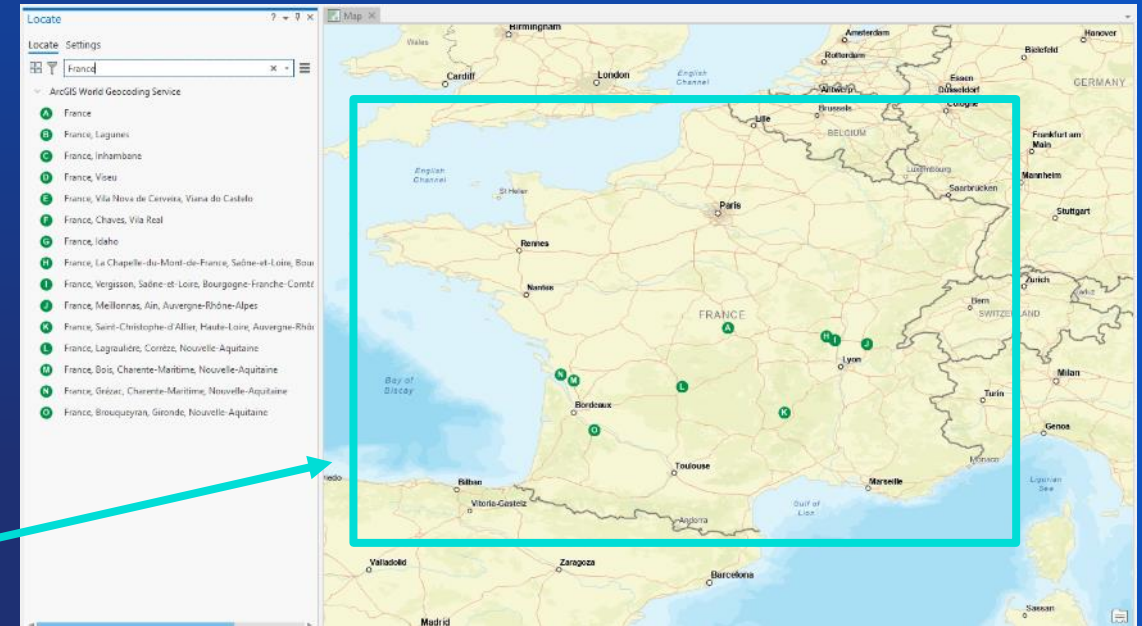 Locate
?
Map
Locate Settings
France
ArcGIS World Geocoding Service
A France
B France, Lagunes
C France, Inhambane
D France, Viseu
E France, Vila Nova de Cerveira, Viana do Castelo
F France, Chaves, Vila Real
G France, Idaho
H France, La Chapelle-du-Mont-de-France, Saône-et-Loire, Bour
I France, Vergisson, Saône-et-Loire, Bourgogne-Franche-Comté
J France, Meillonnas, Ain, Auvergne-Rhône-Alpes
K France, Saint-Christophe-d'Allier, Haute-Loire, Auvergne-Rhôn
L France, Lagraulière, Corrèze, Nouvelle-Aquitaine
M France, Bois, Charente-Maritime, Nouvelle-Aquitaine
N France, Grézac, Charente-Maritime, Nouvelle-Aquitaine
O France, Brouqueyran, Gironde, Nouvelle-Aquitaine
Birmingham
Wales
Amsterdam
Hanover
Rotterdam
Bielefeld
Cardiff
London
English
Channel
Essen
Antwerp
Dusseldorf
GERMANY
Cologne
Brussels
Lille
BELGIUM
Frankfurt am
Main
English
Channel
Luxembourg
Mannheim
St Helier
Saarbrucken
Paris
Stuttgart
Rennes
Zurich
Nantes
Bern
SWITZERLAND
FRANCE
A
H
I
J
Lyon
Milan
N
M
Bay of
Biscay
L
Turin
Bordeaux
K
O
Genoa
Toulouse
Monaco
Ligurian
Sea
Bilbao
Marseille
Vitoria-Gasteiz
Gulf of
Lion
Andorra
Valladolid
Zaragoza
Barcelona
Sassari
Madrid